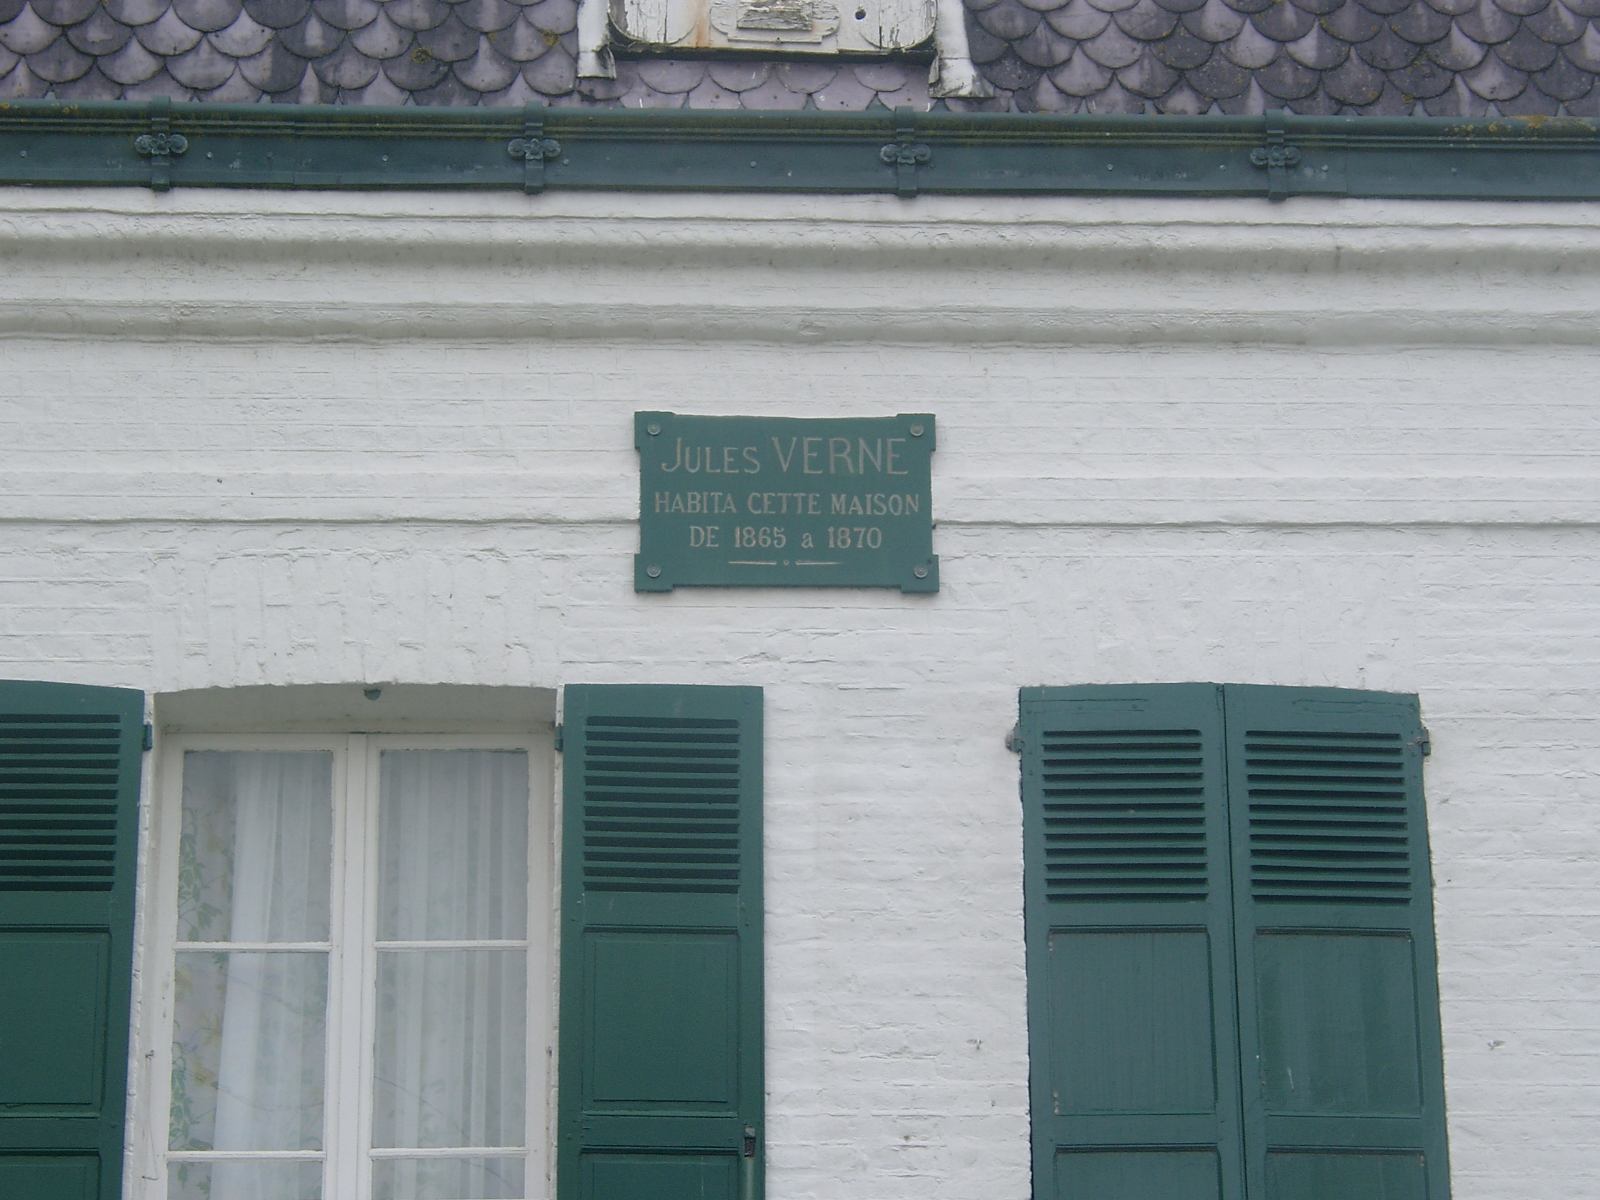 JULES VERNE
HABITA CETTE MAISON
DE 1865 a 1870